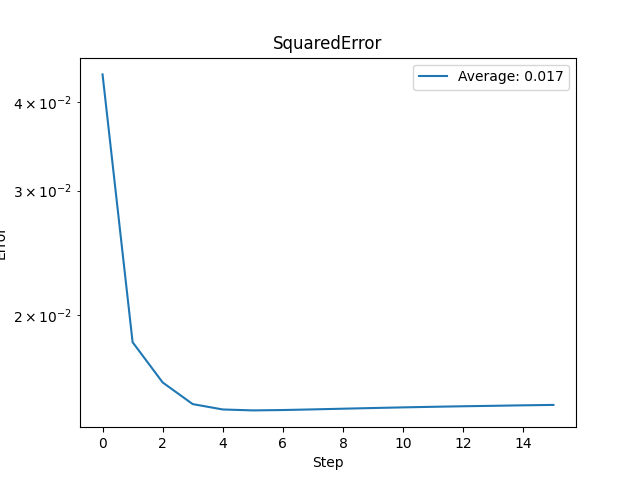 SquaredError
Average: 0.017
4 × 10⁻²
3 × 10⁻²
2 × 10⁻²
Error
0 2 4 6 8 10 12 14
Step